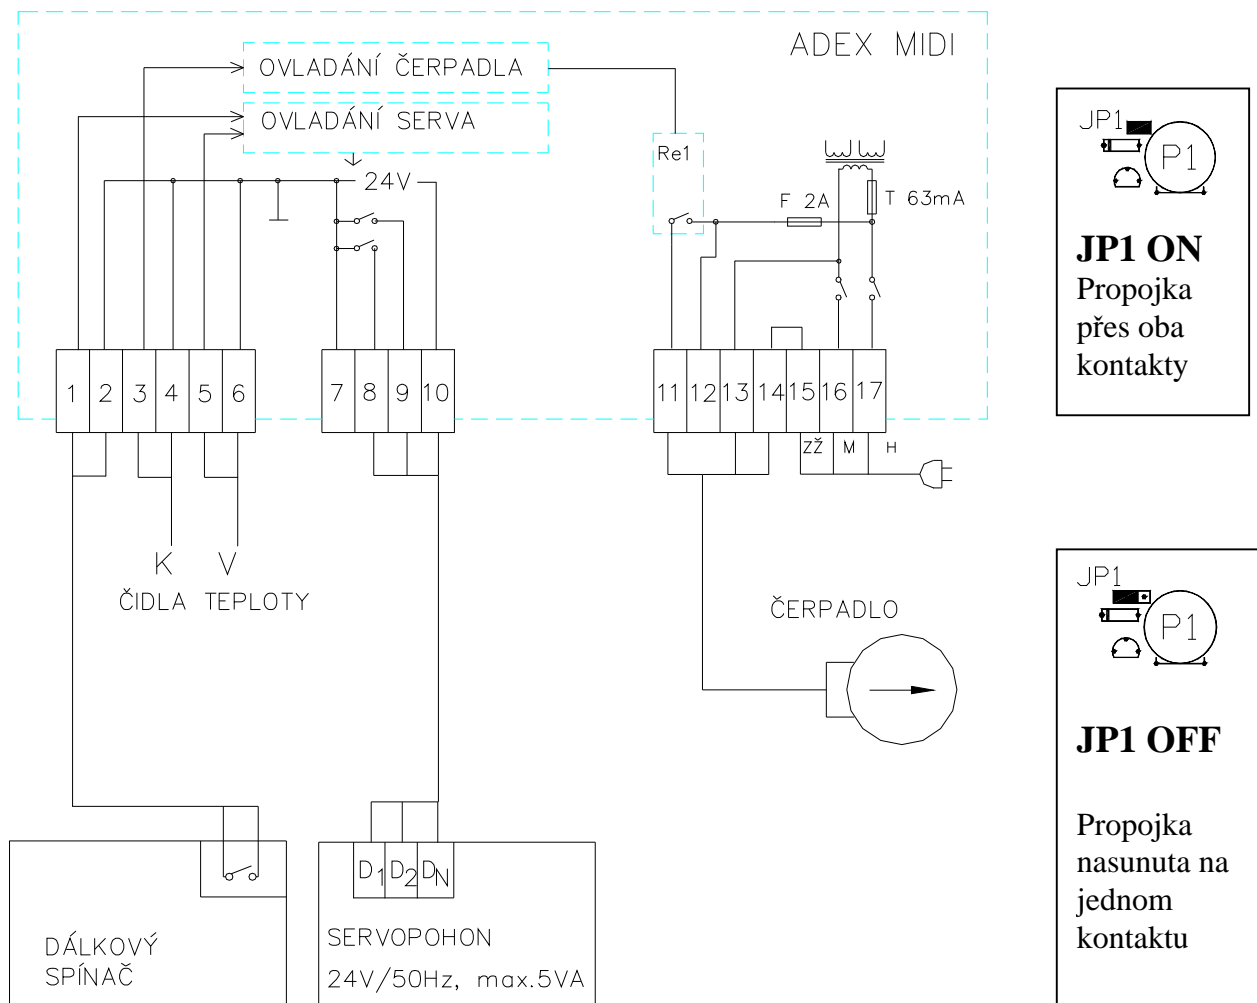 ADEX MIDI
OVLADÁNÍ ČERPADLA
OVLADÁNÍ SERVA
24V
Re1
F 2A
T 63mA
1 2 3 4 5 6
7 8 9 10
11 12 13 14 15 16 17
ZŽ M H
K V
ČIDLA TEPLOTY
ČERPADLO
D1 D2 DN
DÁLKOVÝ
SPÍNAČ
SERVOPOHON
24V/50Hz, max.5VA
JP1
P1
JP1 ON
Propojka
přes oba
kontakty
JP1
P1
JP1 OFF
Propojka
nasunuta na
jednom
kontaktu